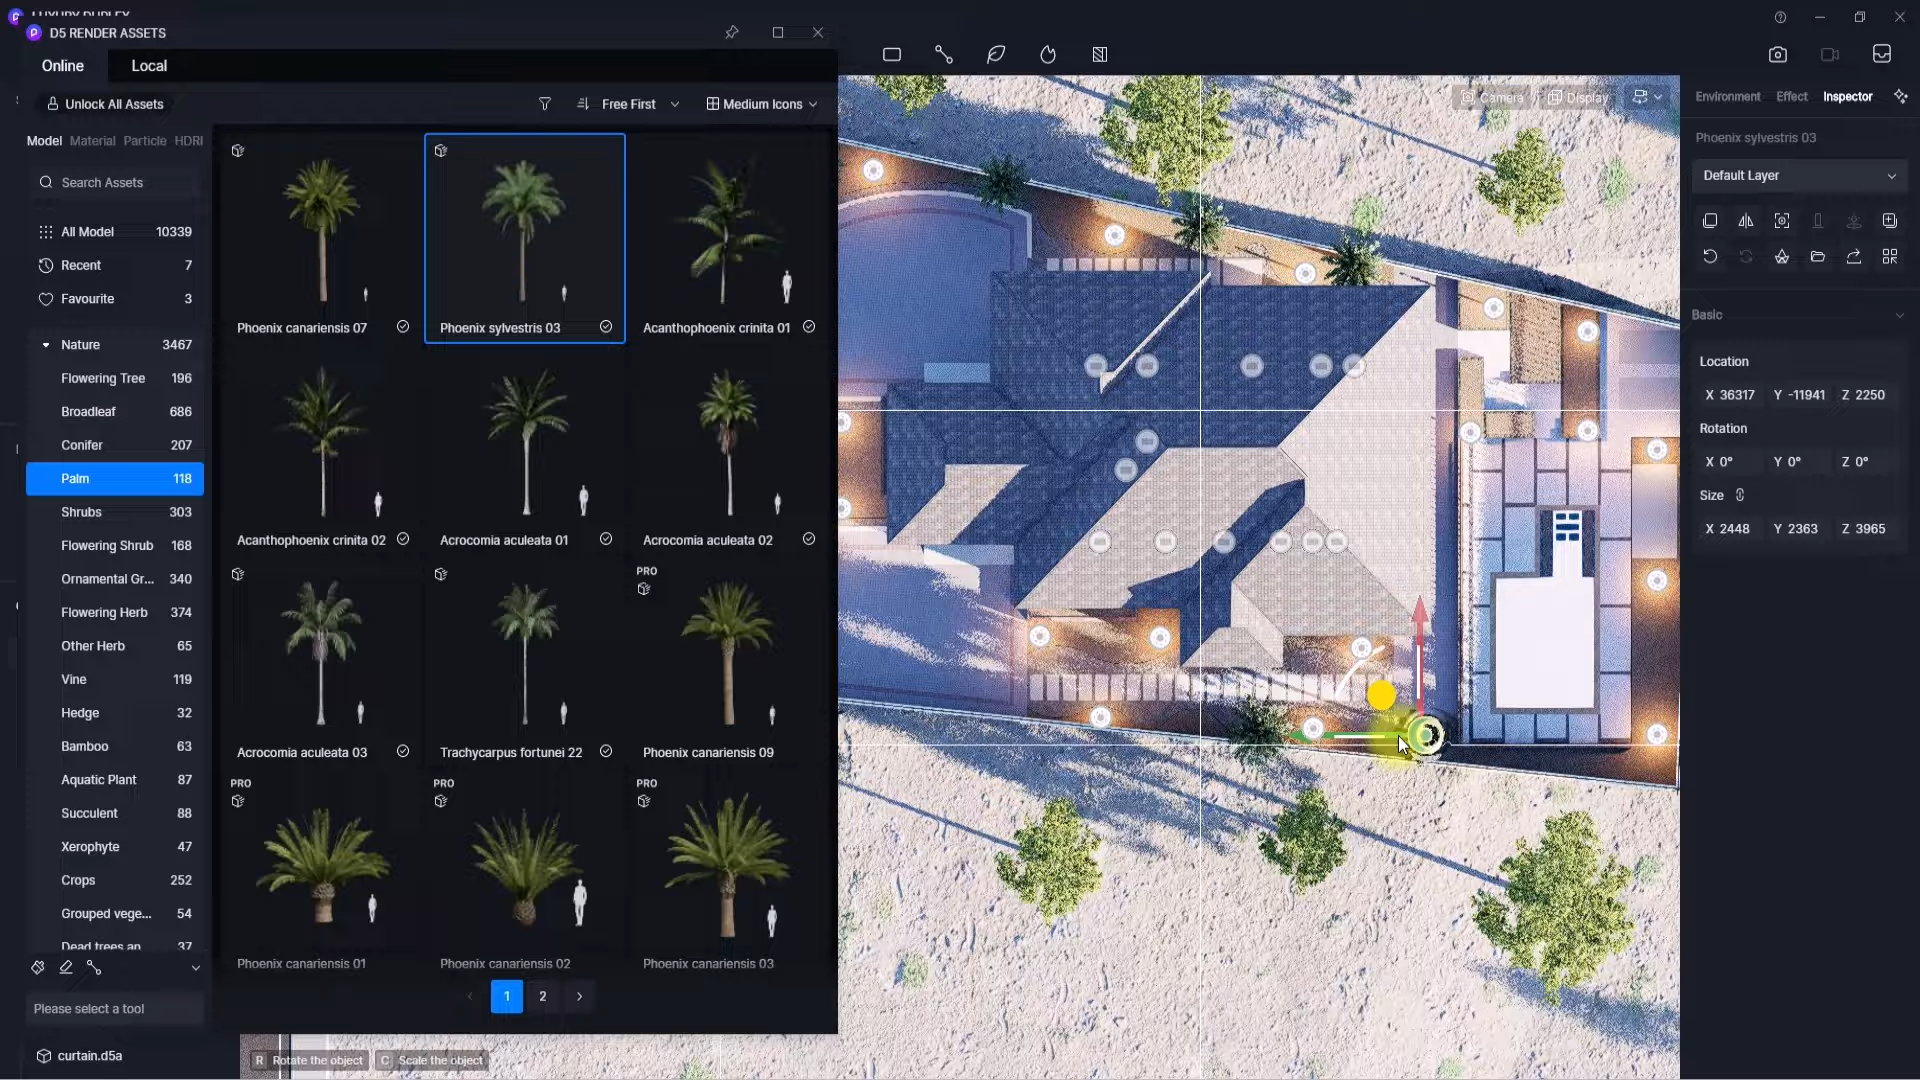 D5 RENDER ASSETS
Online
Local
Unlock All Assets
Free First
Medium Icons
Model
Material
Particle
HDRI
Search Assets
All Model 10339
Recent 7
Favourite 3
Nature 3467
Flowering Tree 196
Broadleaf 686
Conifer 207
Palm 118
Shrubs 303
Flowering Shrub 168
Ornamental Gr... 340
Flowering Herb 374
Other Herb 65
Vine 119
Hedge 32
Bamboo 63
Aquatic Plant 87
Succulent 88
Xerophyte 47
Crops 252
Grouped vege... 54
Dead trees an 37
Please select a tool
curtain.d5a
Phoenix canariensis 07
Phoenix sylvestris 03
Acanthophoenix crinita 01
Acanthophoenix crinita 02
Acrocomia aculeata 01
Acrocomia aculeata 02
PRO
Acrocomia aculeata 03
Trachycarpus fortunei 22
Phoenix canariensis 09
PRO
PRO
PRO
Phoenix canariensis 01
Phoenix canariensis 02
Phoenix canariensis 03
1
2
R Rotate the object
C Scale the object
Camera
Display
Environment
Effect
Inspector
Phoenix sylvestris 03
Default Layer
Basic
Location
X 36317 Y -11941 Z 2250
Rotation
X 0° Y 0° Z 0°
Size
X 2448 Y 2363 Z 3965